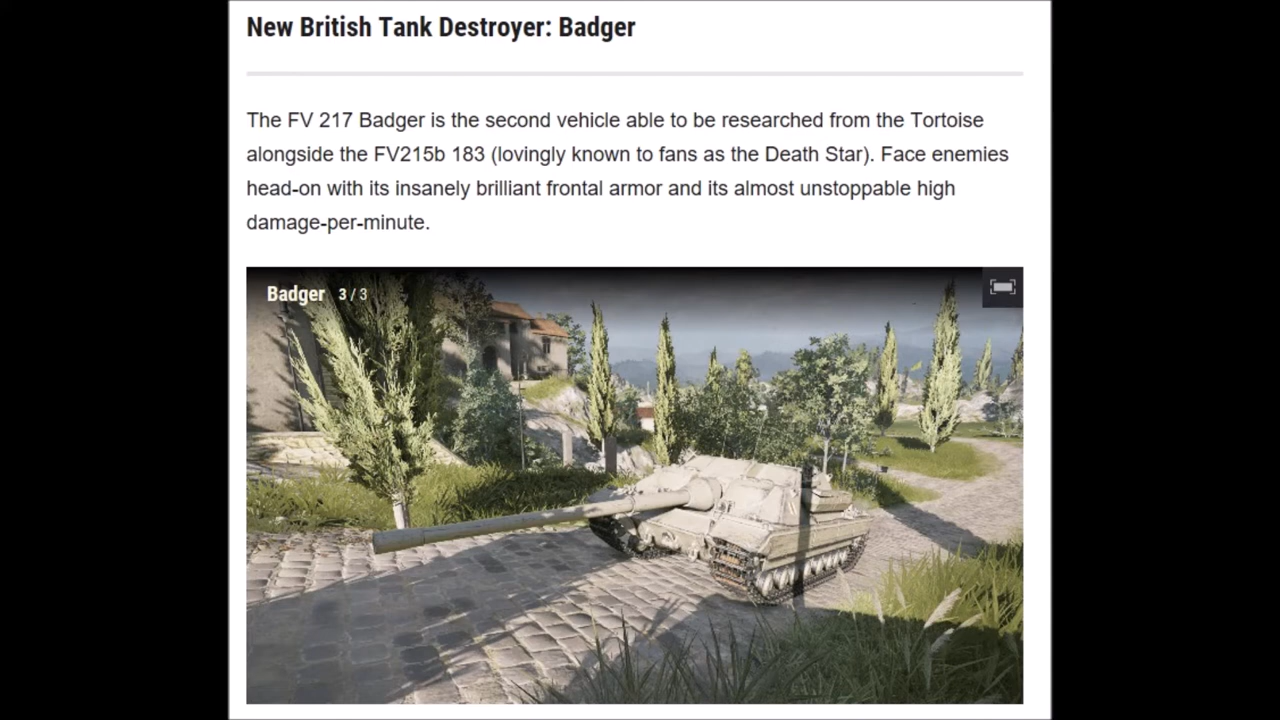 New British Tank Destroyer: Badger
The FV 217 Badger is the second vehicle able to be researched from the Tortoise
alongside the FV215b 183 (lovingly known to fans as the Death Star). Face enemies
head-on with its insanely brilliant frontal armor and its almost unstoppable high
damage-per-minute.
Badger 3 / 3